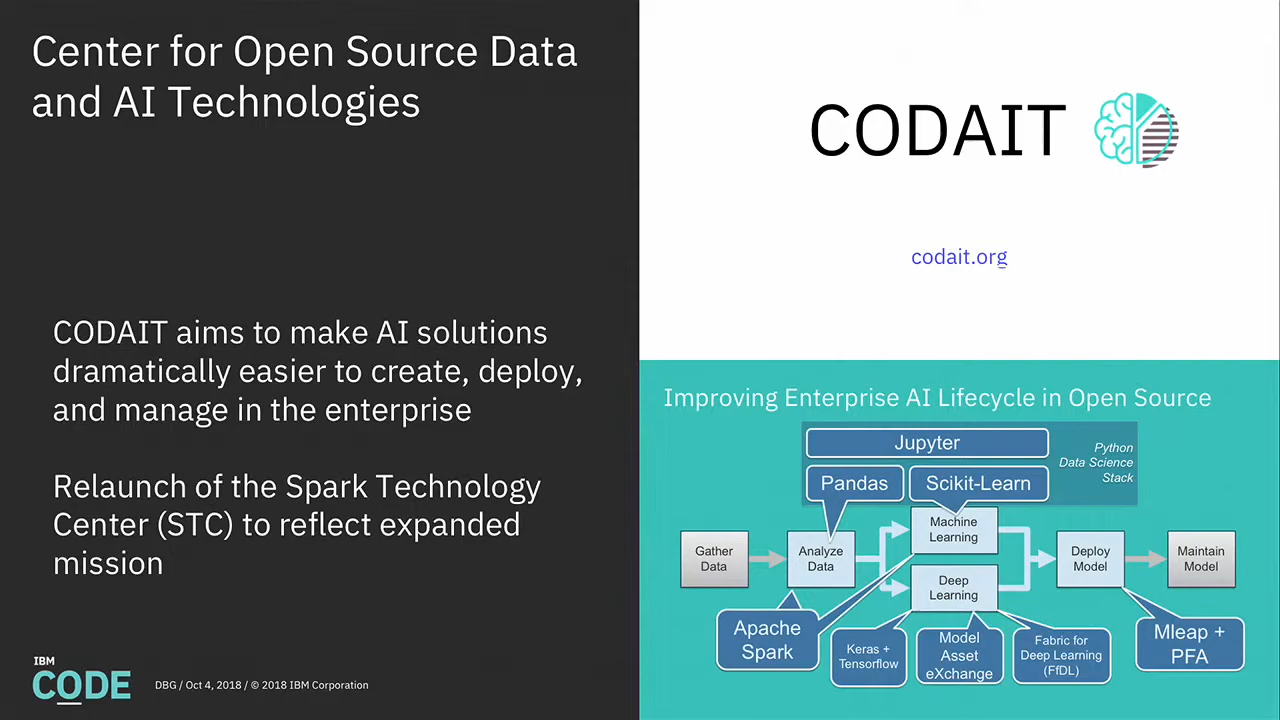 Center for Open Source Data
and AI Technologies
CODAIT aims to make AI solutions
dramatically easier to create, deploy,
and manage in the enterprise
Relaunch of the Spark Technology
Center (STC) to reflect expanded
mission
IBM
CODE
DBG / Oct 4, 2018 / © 2018 IBM Corporation
CODAIT
codait.org
Improving Enterprise AI Lifecycle in Open Source
Jupyter
Python
Data Science
Stack
Pandas
Scikit-Learn
Gather
Data
Analyze
Data
Machine
Learning
Deep
Learning
Deploy
Model
Maintain
Model
Apache
Spark
Keras +
Tensorflow
Model
Asset
eXchange
Fabric for
Deep Learning
(FfDL)
Mleap +
PFA